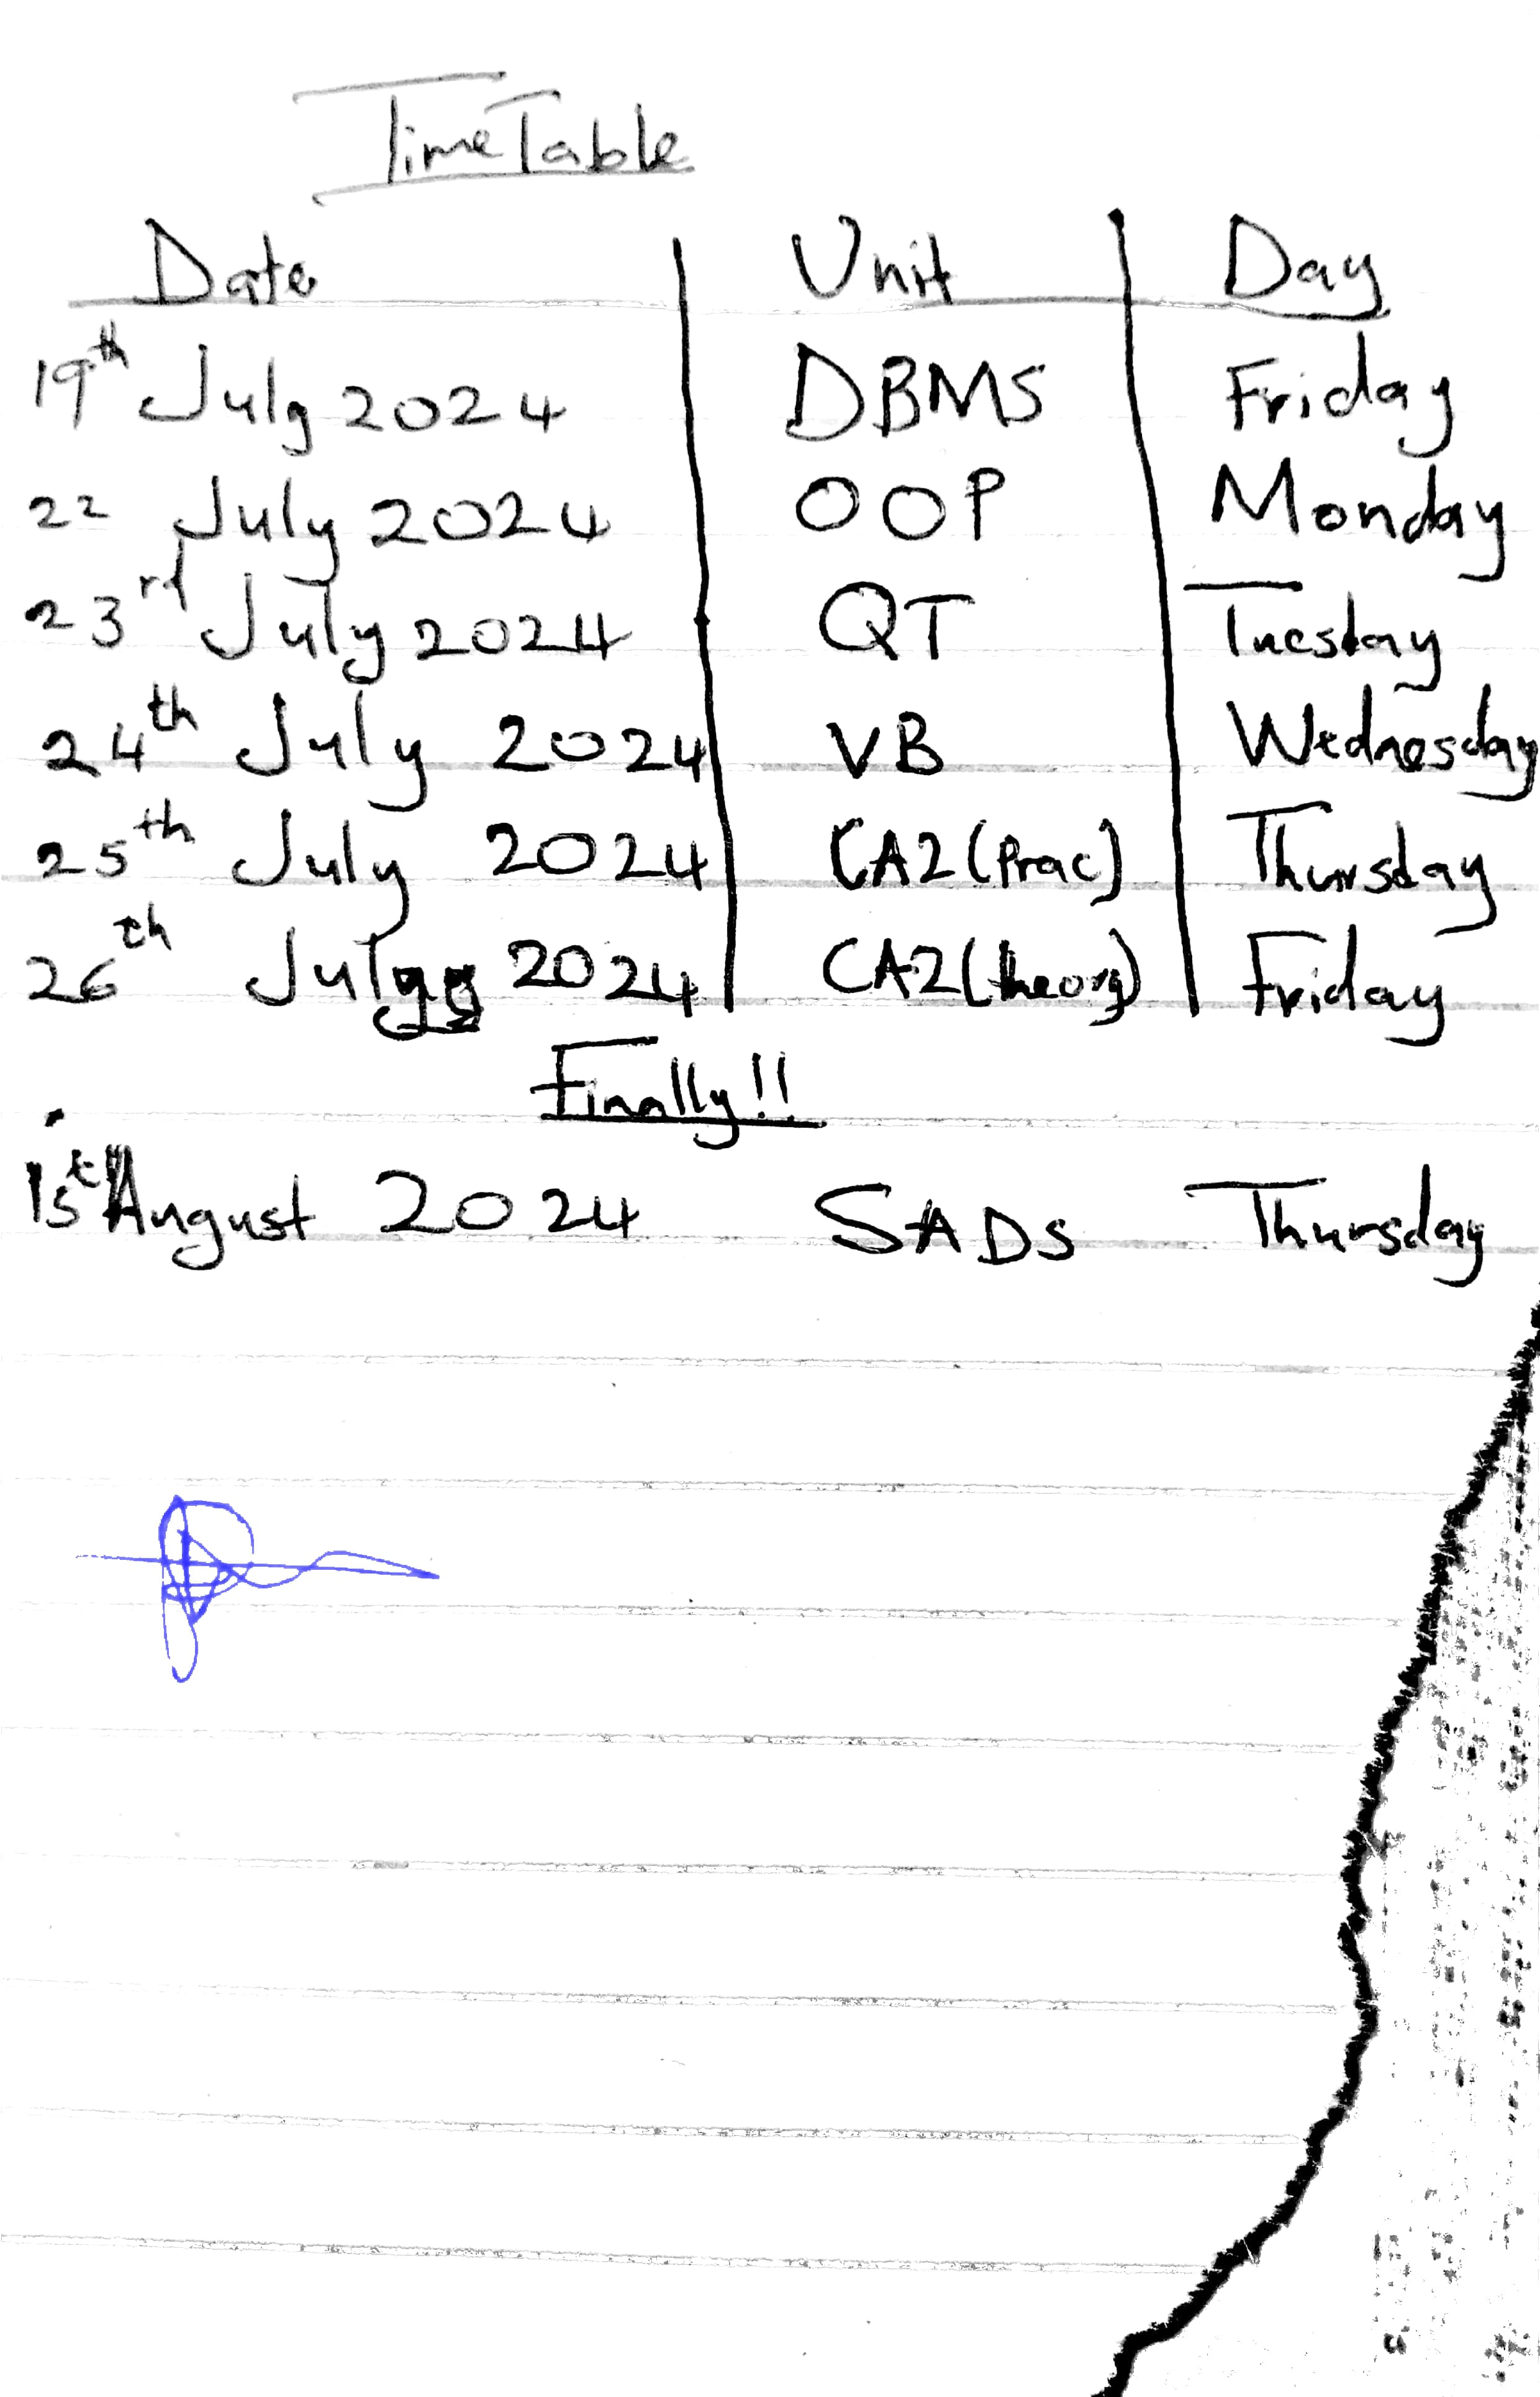 TimeTable
Date Unit Day
19th July 2024 DBMS Friday
22 July 2024 OOP Monday
23rd July 2024 QT Tuesday
24th July 2024 VB Wednesday
25th July 2024 CA2(Prac) Thursday
26th July 2024 CA2(theory) Friday
Finally!!
15th August 2024 SADs Thursday